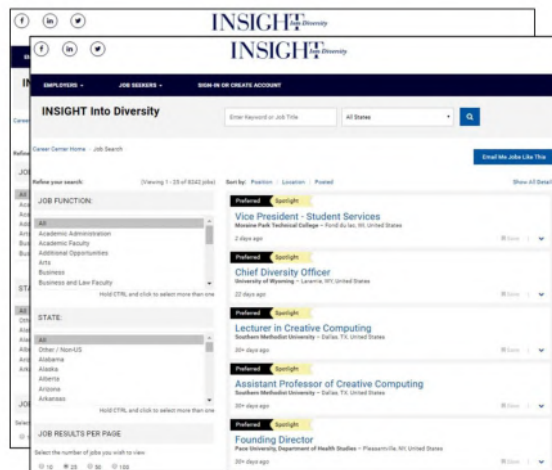 INSIGHT Into Diversity
INSIGHT Into Diversity
EMPLOYERS
JOB SEEKERS
SIGN-IN OR CREATE ACCOUNT
INSIGHT Into Diversity
Enter Keyword or Job Title
All States
Career Center Home
Job Search
Email Me Jobs Like This
Refine your search:
(Viewing 1 - 25 of 8242 jobs)
Sort by: Position | Location | Posted
Show All Detail
JOB FUNCTION:
All
Academic Administration
Academic Faculty
Additional Opportunities
Arts
Business
Business and Law Faculty
Hold CTRL and click to select more than one
STATE:
All
Other / Non-US
Alabama
Alaska
Alberta
Arizona
Arkansas
Hold CTRL and click to select more than one
JOB RESULTS PER PAGE
Select the number of jobs you wish to view
10 25 50 100
Preferred Spotlight
Vice President - Student Services
Moraine Park Technical College – Fond du lac, WI, United States
2 days ago
Save
Preferred Spotlight
Chief Diversity Officer
University of Wyoming – Laramie, WY, United States
22 days ago
Save
Preferred Spotlight
Lecturer in Creative Computing
Southern Methodist University – Dallas, TX, United States
30+ days ago
Save
Preferred Spotlight
Assistant Professor of Creative Computing
Southern Methodist University – Dallas, TX, United States
30+ days ago
Save
Preferred Spotlight
Founding Director
Pace University, Department of Health Studies – Pleasantville, NY, United States
30+ days ago
Save